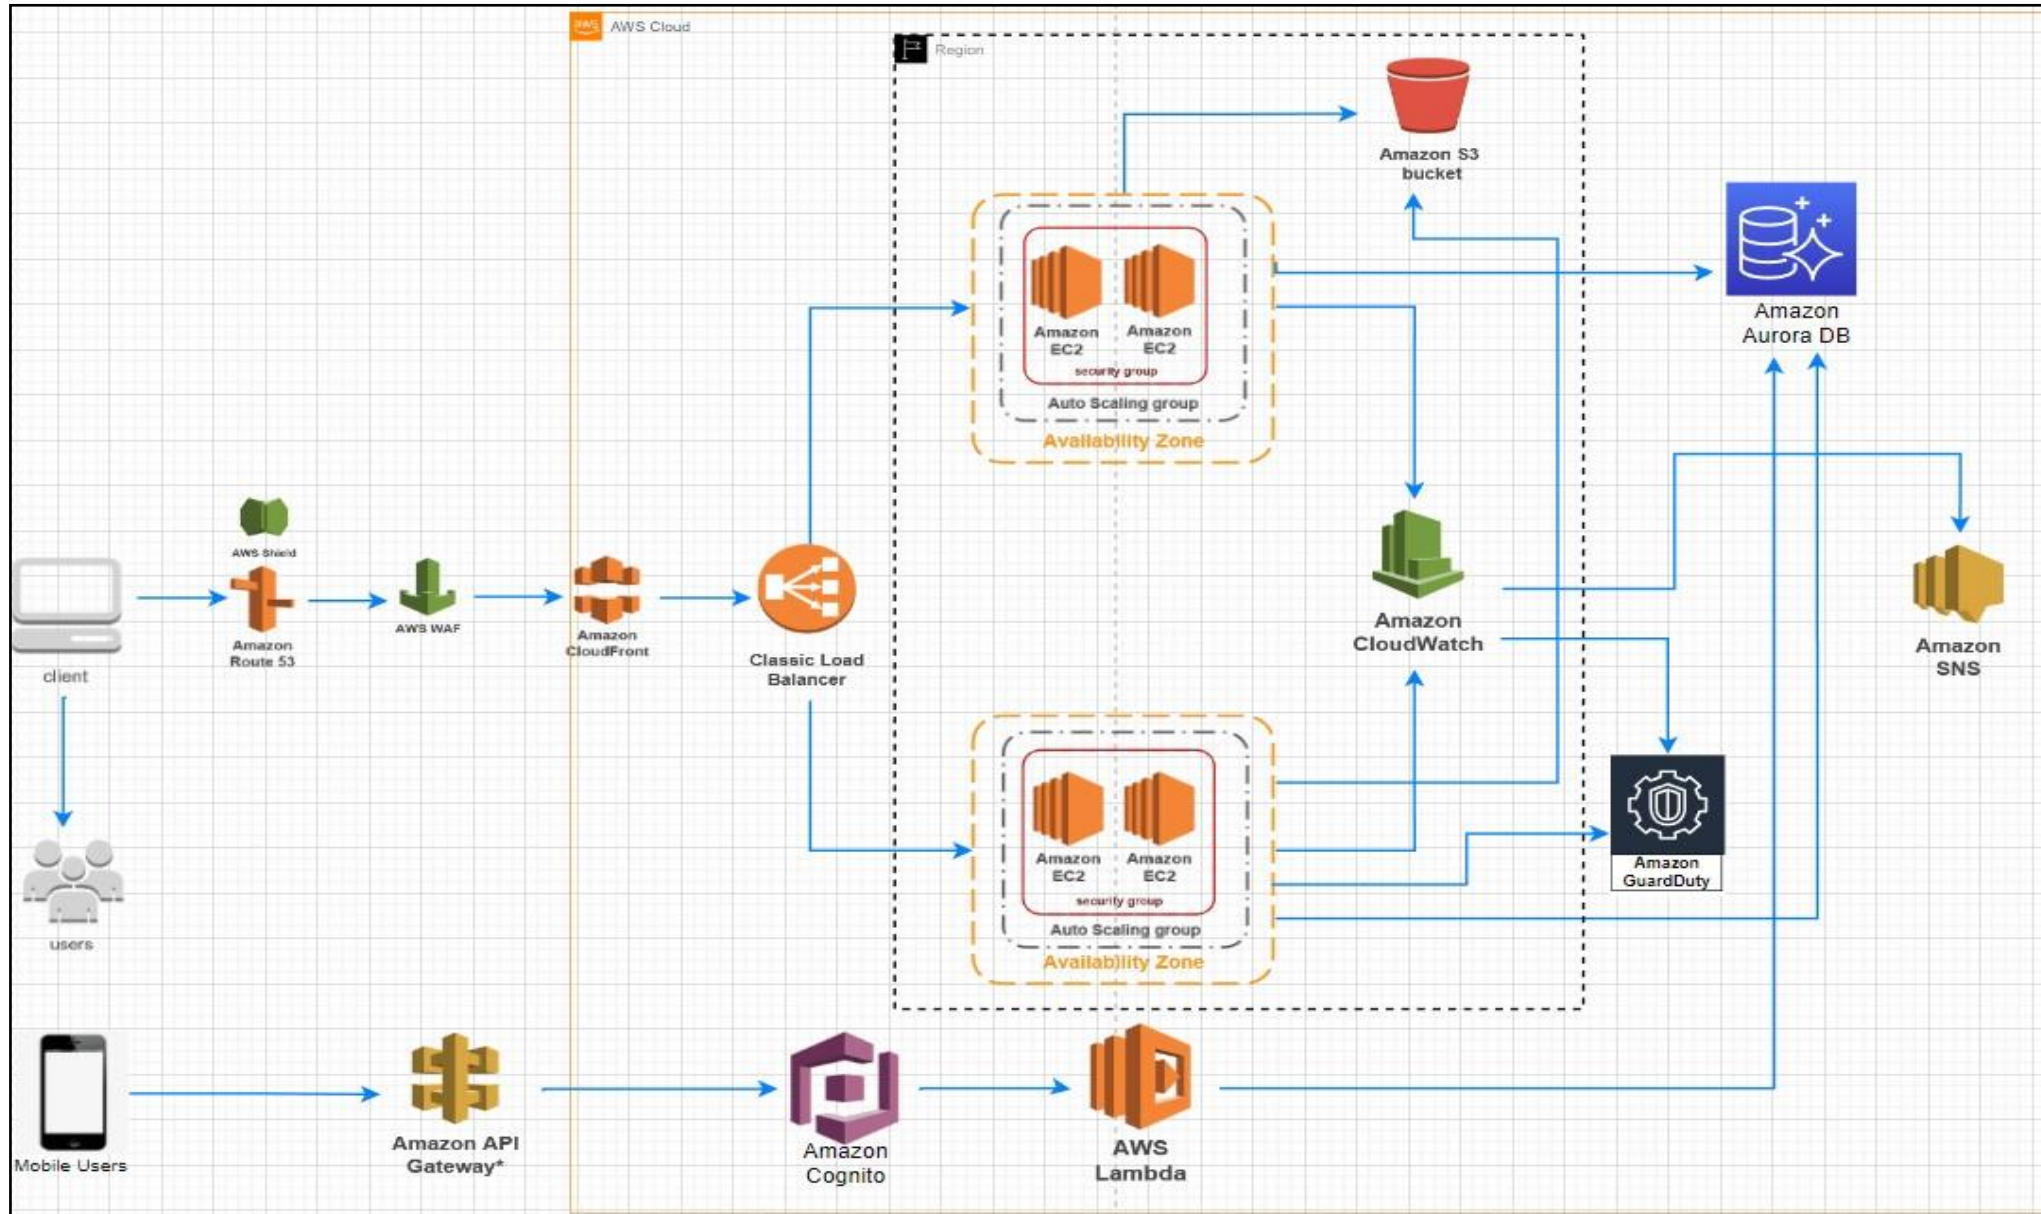 aws
AWS Cloud
Region
Amazon S3
bucket
Amazon
EC2
Amazon
EC2
security group
Auto Scaling group
Availability Zone
Amazon
Aurora DB
AWS Shield
Amazon
Route 53
AWS WAF
Amazon
CloudFront
Classic Load
Balancer
Amazon
CloudWatch
Amazon
SNS
client
users
Amazon
EC2
Amazon
EC2
security group
Auto Scaling group
Availability Zone
Amazon
GuardDuty
Mobile Users
Amazon API
Gateway*
Amazon
Cognito
AWS
Lambda